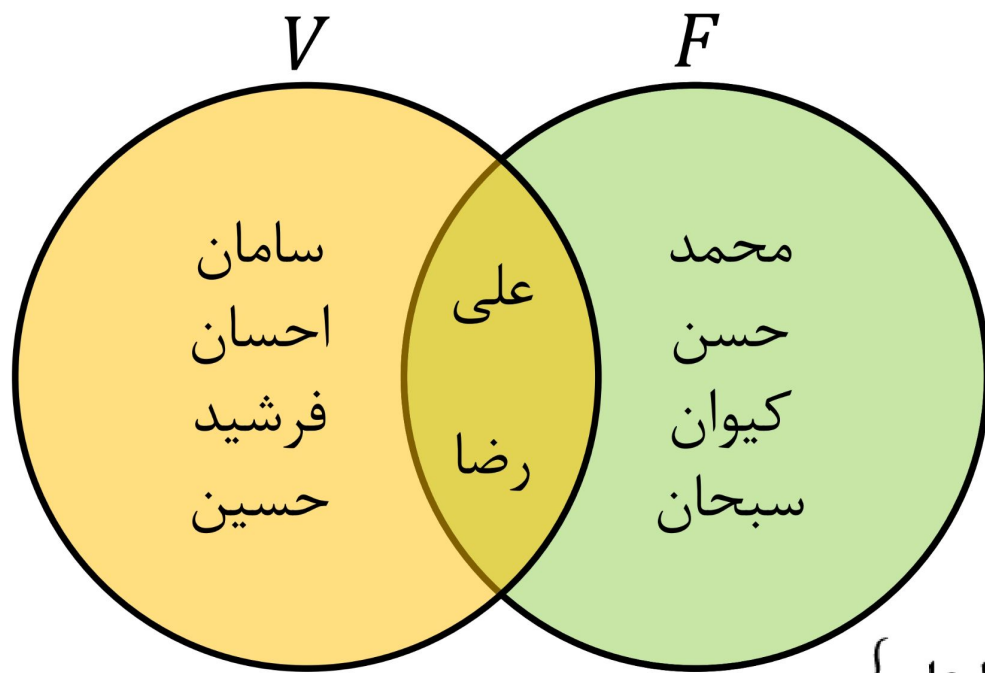 V
F
سامان
احسان
فرشید
حسین
علی
رضا
محمد
حسن
کیوان
سبحان